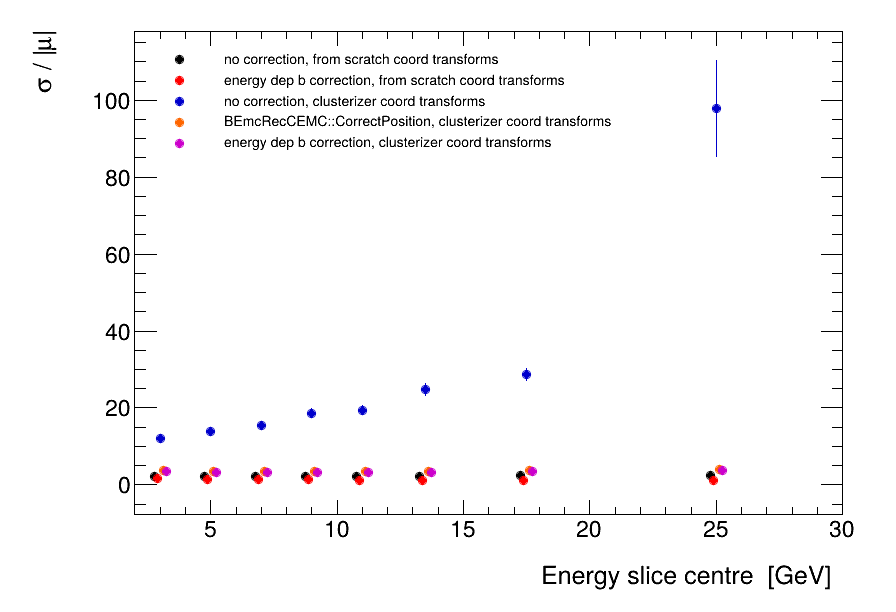 σ / |μ|
no correction, from scratch coord transforms
energy dep b correction, from scratch coord transforms
no correction, clusterizer coord transforms
BEmcRecCEMC::CorrectPosition, clusterizer coord transforms
energy dep b correction, clusterizer coord transforms
100
80
60
40
20
0
5 10 15 20 25 30
Energy slice centre [GeV]